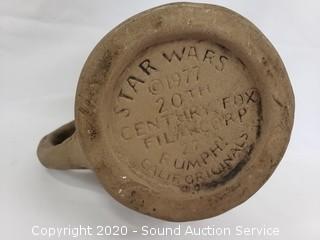 STAR WARS
©1977
20TH
CENTURY FOX
FILM CORP
RUMPH
CALIF. ORIGINALS
Copyright 2020 - Sound Auction Service